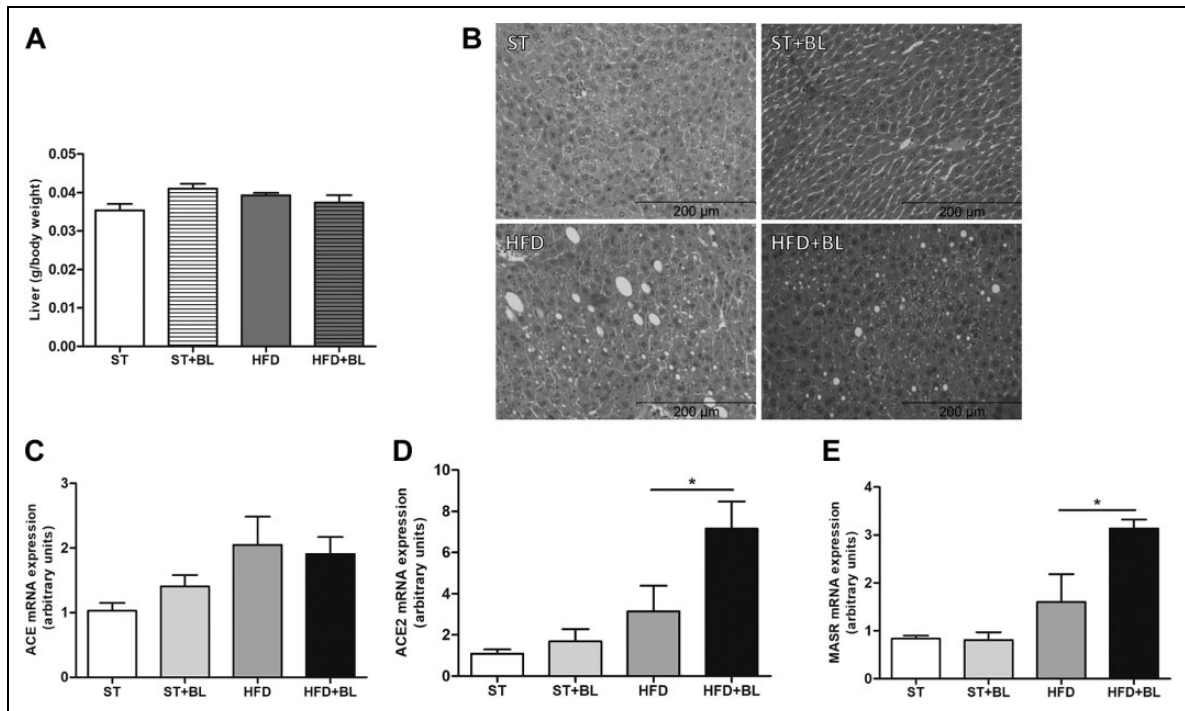 A
Liver (g/body weight)
0.05
0.04
0.03
0.02
0.01
0.00
ST
ST+BL
HFD
HFD+BL
B
ST
200 µm
ST+BL
200 µm
HFD
200 µm
HFD+BL
200 µm
C
ACE mRNA expression
(arbitrary units)
3
2
1
0
ST
ST+BL
HFD
HFD+BL
D
ACE2 mRNA expression
(arbitrary units)
10
8
6
4
2
0
*
ST
ST+BL
HFD
HFD+BL
E
MASR mRNA expression
(arbitrary units)
4
3
2
1
0
*
ST
ST+BL
HFD
HFD+BL